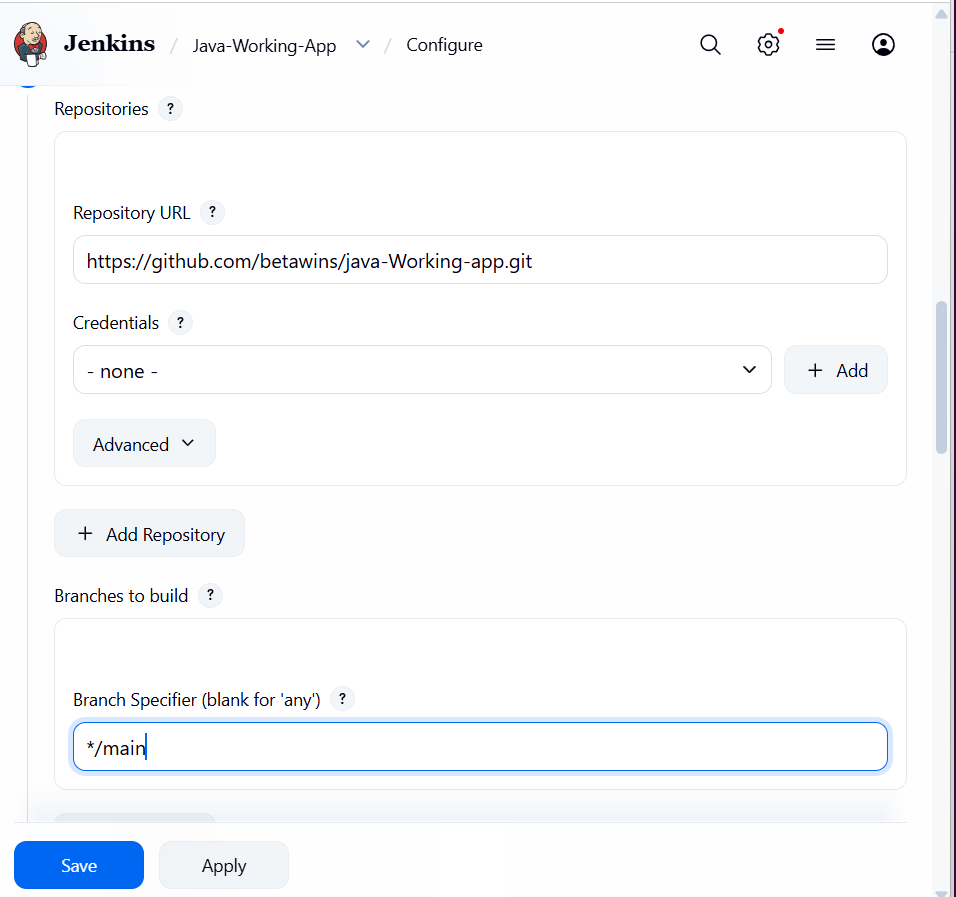 Jenkins / Java-Working-App / Configure
Repositories ?
Repository URL ?
https://github.com/betawins/java-Working-app.git
Credentials ?
- none -
+ Add
Advanced
+ Add Repository
Branches to build ?
Branch Specifier (blank for 'any') ?
*/main
Save Apply